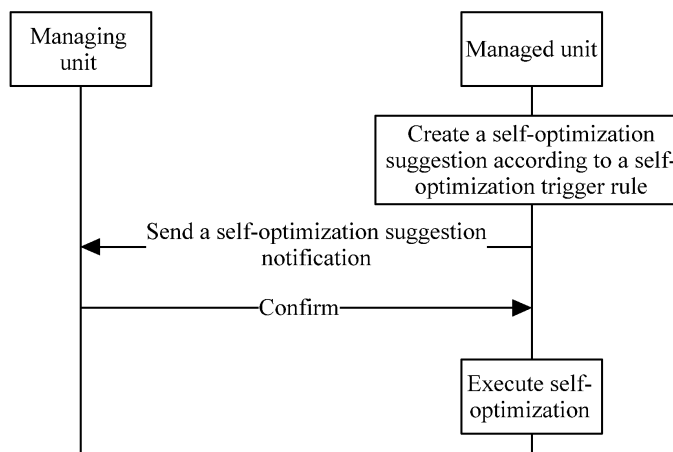 Managing
unit
Managed unit
Create a self-optimization
suggestion according to a self-
optimization trigger rule
Send a self-optimization suggestion
notification
Confirm
Execute self-
optimization